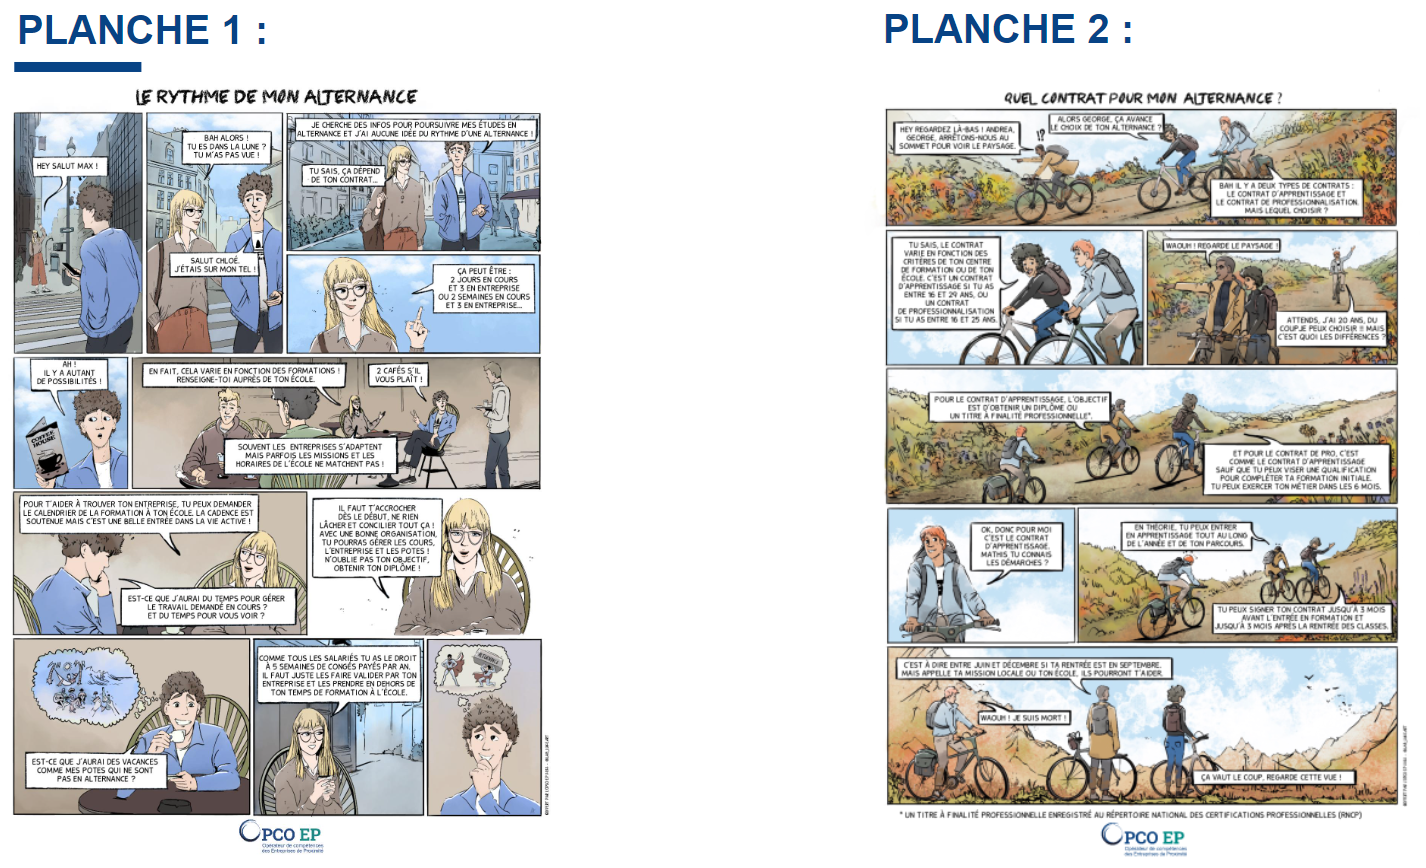 PLANCHE 1 :
LE RYTHME DE MON ALTERNANCE
HEY SALUT MAX !
BAH ALORS !
TU ES DANS LA LUNE ?
TU M'AS PAS VUE !
SALUT CHLOÉ.
J'ÉTAIS SUR MON TEL !
JE CHERCHE DES INFOS POUR POURSUIVRE MES ÉTUDES EN
ALTERNANCE ET J'AI AUCUNE IDÉE DU RYTHME D'UNE ALTERNANCE !
TU SAIS, ÇA DÉPEND
DE TON CONTRAT...
ÇA PEUT ÊTRE :
2 JOURS EN COURS
ET 3 EN ENTREPRISE
OU 2 SEMAINES EN COURS
ET 3 EN ENTREPRISE...
AH !
IL Y A AUTANT
DE POSSIBILITÉS !
COFFEE
HOUSE
EN FAIT, CELA VARIE EN FONCTION DES FORMATIONS !
RENSEIGNE-TOI AUPRÈS DE TON ÉCOLE.
2 CAFÉS S'IL
VOUS PLAÎT !
SOUVENT LES ENTREPRISES S'ADAPTENT
MAIS PARFOIS LES MISSIONS ET LES
HORAIRES DE L'ÉCOLE NE MATCHENT PAS !
POUR T'AIDER À TROUVER TON ENTREPRISE, TU PEUX DEMANDER
LE CALENDRIER DE LA FORMATION À TON ÉCOLE. LA CADENCE EST
SOUTENUE MAIS C'EST UNE BELLE ENTRÉE DANS LA VIE ACTIVE !
EST-CE QUE J'AURAI DU TEMPS POUR GÉRER
LE TRAVAIL DEMANDÉ EN COURS ?
ET DU TEMPS POUR VOUS VOIR ?
IL FAUT T'ACCROCHER
DÈS LE DÉBUT, NE RIEN
LÂCHER ET CONCILIER TOUT ÇA !
AVEC UNE BONNE ORGANISATION,
TU POURRAS GÉRER LES COURS,
L'ENTREPRISE ET LES POTES !
N'OUBLIE PAS TON OBJECTIF,
OBTENIR TON DIPLÔME !
EST-CE QUE J'AURAI DES VACANCES
COMME MES POTES QUI NE SONT
PAS EN ALTERNANCE ?
COMME TOUS LES SALARIÉS TU AS LE DROIT
À 5 SEMAINES DE CONGÉS PAYÉS PAR AN.
IL FAUT JUSTE LES FAIRE VALIDER PAR TON
ENTREPRISE ET LES PRENDRE EN DEHORS DE
TON TEMPS DE FORMATION À L'ÉCOLE.
OPCO EP
Opérateur de compétences
des Entreprises de Proximité
PLANCHE 2 :
QUEL CONTRAT POUR MON ALTERNANCE ?
HEY REGARDEZ LÀ-BAS ! ANDREA,
GEORGE, ARRÊTONS-NOUS AU
SOMMET POUR VOIR LE PAYSAGE.
!?
ALORS GEORGE, ÇA AVANCE
LE CHOIX DE TON ALTERNANCE ?
BAH IL Y A DEUX TYPES DE CONTRATS :
LE CONTRAT D'APPRENTISSAGE ET
LE CONTRAT DE PROFESSIONNALISATION.
MAIS LEQUEL CHOISIR ?
TU SAIS, LE CONTRAT
VARIE EN FONCTION DES
CRITÈRES DE TON CENTRE
DE FORMATION OU DE TON
ÉCOLE. C'EST UN CONTRAT
D'APPRENTISSAGE SI TU AS
ENTRE 16 ET 29 ANS, OU
UN CONTRAT
DE PROFESSIONNALISATION
SI TU AS ENTRE 16 ET 25 ANS.
WAOUH ! REGARDE LE PAYSAGE !
ATTENDS, J'AI 20 ANS, DU
COUP JE PEUX CHOISIR !! MAIS
C'EST QUOI LES DIFFÉRENCES ?
POUR LE CONTRAT D'APPRENTISSAGE, L'OBJECTIF
EST D'OBTENIR UN DIPLÔME OU
UN TITRE À FINALITÉ PROFESSIONNELLE*.
ET POUR LE CONTRAT DE PRO, C'EST
COMME LE CONTRAT D'APPRENTISSAGE
SAUF QUE TU PEUX VISER UNE QUALIFICATION
POUR COMPLÉTER TA FORMATION INITIALE.
TU PEUX EXERCER TON MÉTIER DANS LES 6 MOIS.
OK, DONC POUR MOI
C'EST LE CONTRAT
D'APPRENTISSAGE.
MATHIS TU CONNAIS
LES DÉMARCHES ?
EN THÉORIE, TU PEUX ENTRER
EN APPRENTISSAGE TOUT AU LONG
DE L'ANNÉE ET DE TON PARCOURS.
TU PEUX SIGNER TON CONTRAT JUSQU'À 3 MOIS
AVANT L'ENTRÉE EN FORMATION ET
JUSQU'À 3 MOIS APRÈS LA RENTRÉE DES CLASSES.
C'EST À DIRE ENTRE JUIN ET DÉCEMBRE SI TA RENTRÉE EST EN SEPTEMBRE.
MAIS APPELLE TA MISSION LOCALE OU TON ÉCOLE. ILS POURRONT T'AIDER.
WAOUH ! JE SUIS MORT !
ÇA VAUT LE COUP, REGARDE CETTE VUE !
* UN TITRE À FINALITÉ PROFESSIONNELLE ENREGISTRÉ AU RÉPERTOIRE NATIONAL DES CERTIFICATIONS PROFESSIONNELLES (RNCP)
OPCO EP
Opérateur de compétences
des Entreprises de Proximité